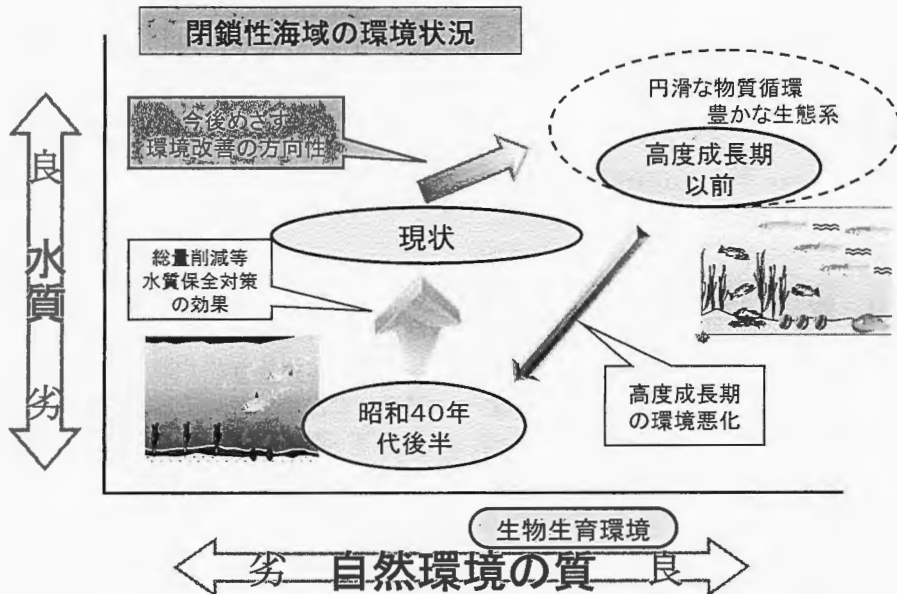 閉鎖性海域の環境状況
今後めざす
環境改善の方向性
円滑な物質循環
豊かな生態系
高度成長期
以前
現状
総量削減等
水質保全対策
の効果
高度成長期
の環境悪化
昭和40年
代後半
良
水質
劣
生物生育環境
劣 自然環境の質 良